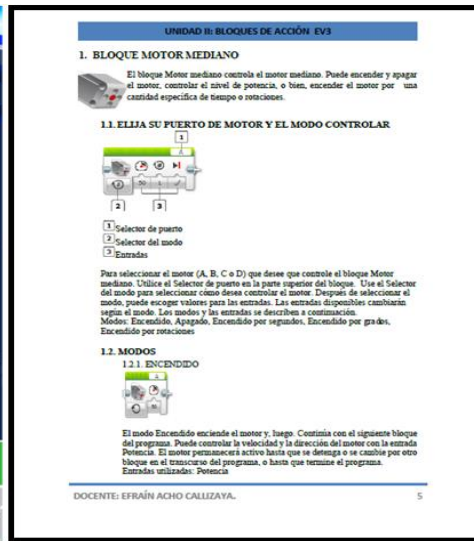 UNIDAD II: BLOQUES DE ACCIÓN EV3
1. BLOQUE MOTOR MEDIANO
El bloque Motor mediano controla el motor mediano. Puede encender y apagar
el motor, controlar el nivel de potencia, o bien, encender el motor por una
cantidad específica de tiempo o rotaciones.
1.1. ELIJA SU PUERTO DE MOTOR Y EL MODO CONTROLAR
1
A
50 1
2 3
1 Selector de puerto
2 Selector del modo
3 Entradas
Para seleccionar el motor (A, B, C o D) que desee que controle el bloque Motor
mediano. Utilice el Selector de puerto en la parte superior del bloque. Use el Selector
del modo para seleccionar cómo desea controlar el motor. Después de seleccionar el
modo, puede escoger valores para las entradas. Las entradas disponibles cambiarán
según el modo. Los modos y las entradas se describen a continuación.
Modos: Encendido, Apagado, Encendido por segundos, Encendido por grados,
Encendido por rotaciones
1.2. MODOS
1.2.1. ENCENDIDO
El modo Encendido enciende el motor y, luego. Continúa con el siguiente bloque
del programa. Puede controlar la velocidad y la dirección del motor con la entrada
Potencia. El motor permanecerá activo hasta que se detenga o se cambie por otro
bloque en el transcurso del programa, o hasta que termine el programa.
Entradas utilizadas: Potencia
DOCENTE: EFRAÍN ACHO CALLIZAYA. 5